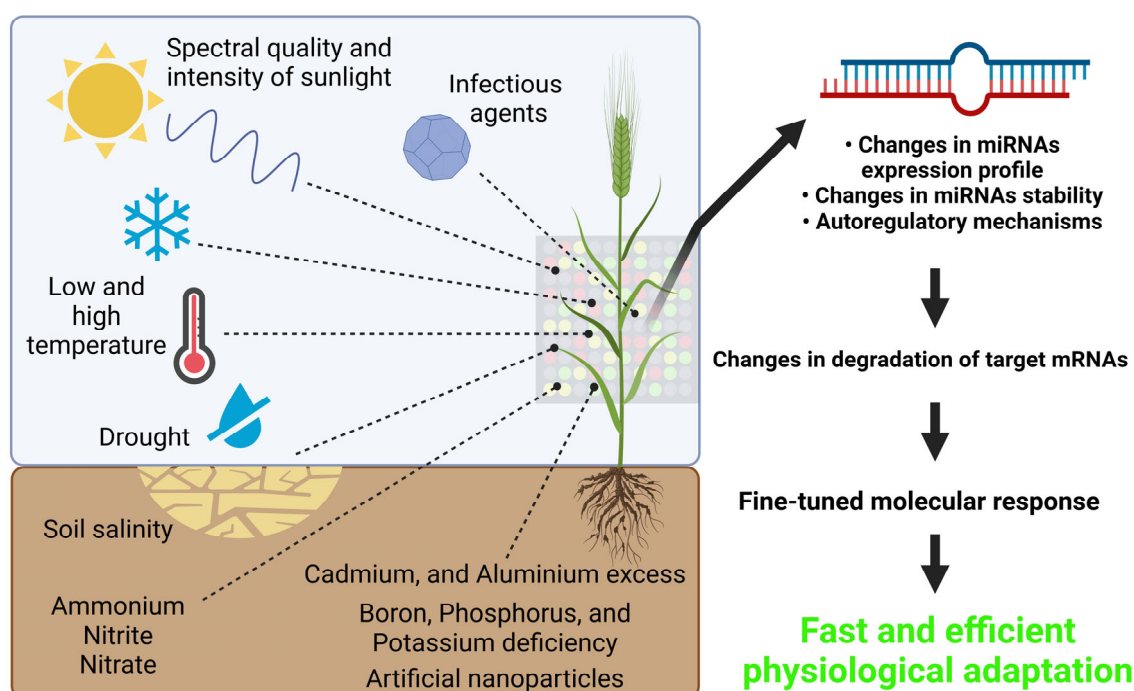 Spectral quality and
intensity of sunlight
Infectious
agents
Low and
high
temperature
Drought
Soil salinity
Ammonium
Nitrite
Nitrate
Cadmium, and Aluminium excess
Boron, Phosphorus, and
Potassium deficiency
Artificial nanoparticles
• Changes in miRNAs
expression profile
• Changes in miRNAs stability
• Autoregulatory mechanisms
Changes in degradation of target mRNAs
Fine-tuned molecular response
Fast and efficient
physiological adaptation